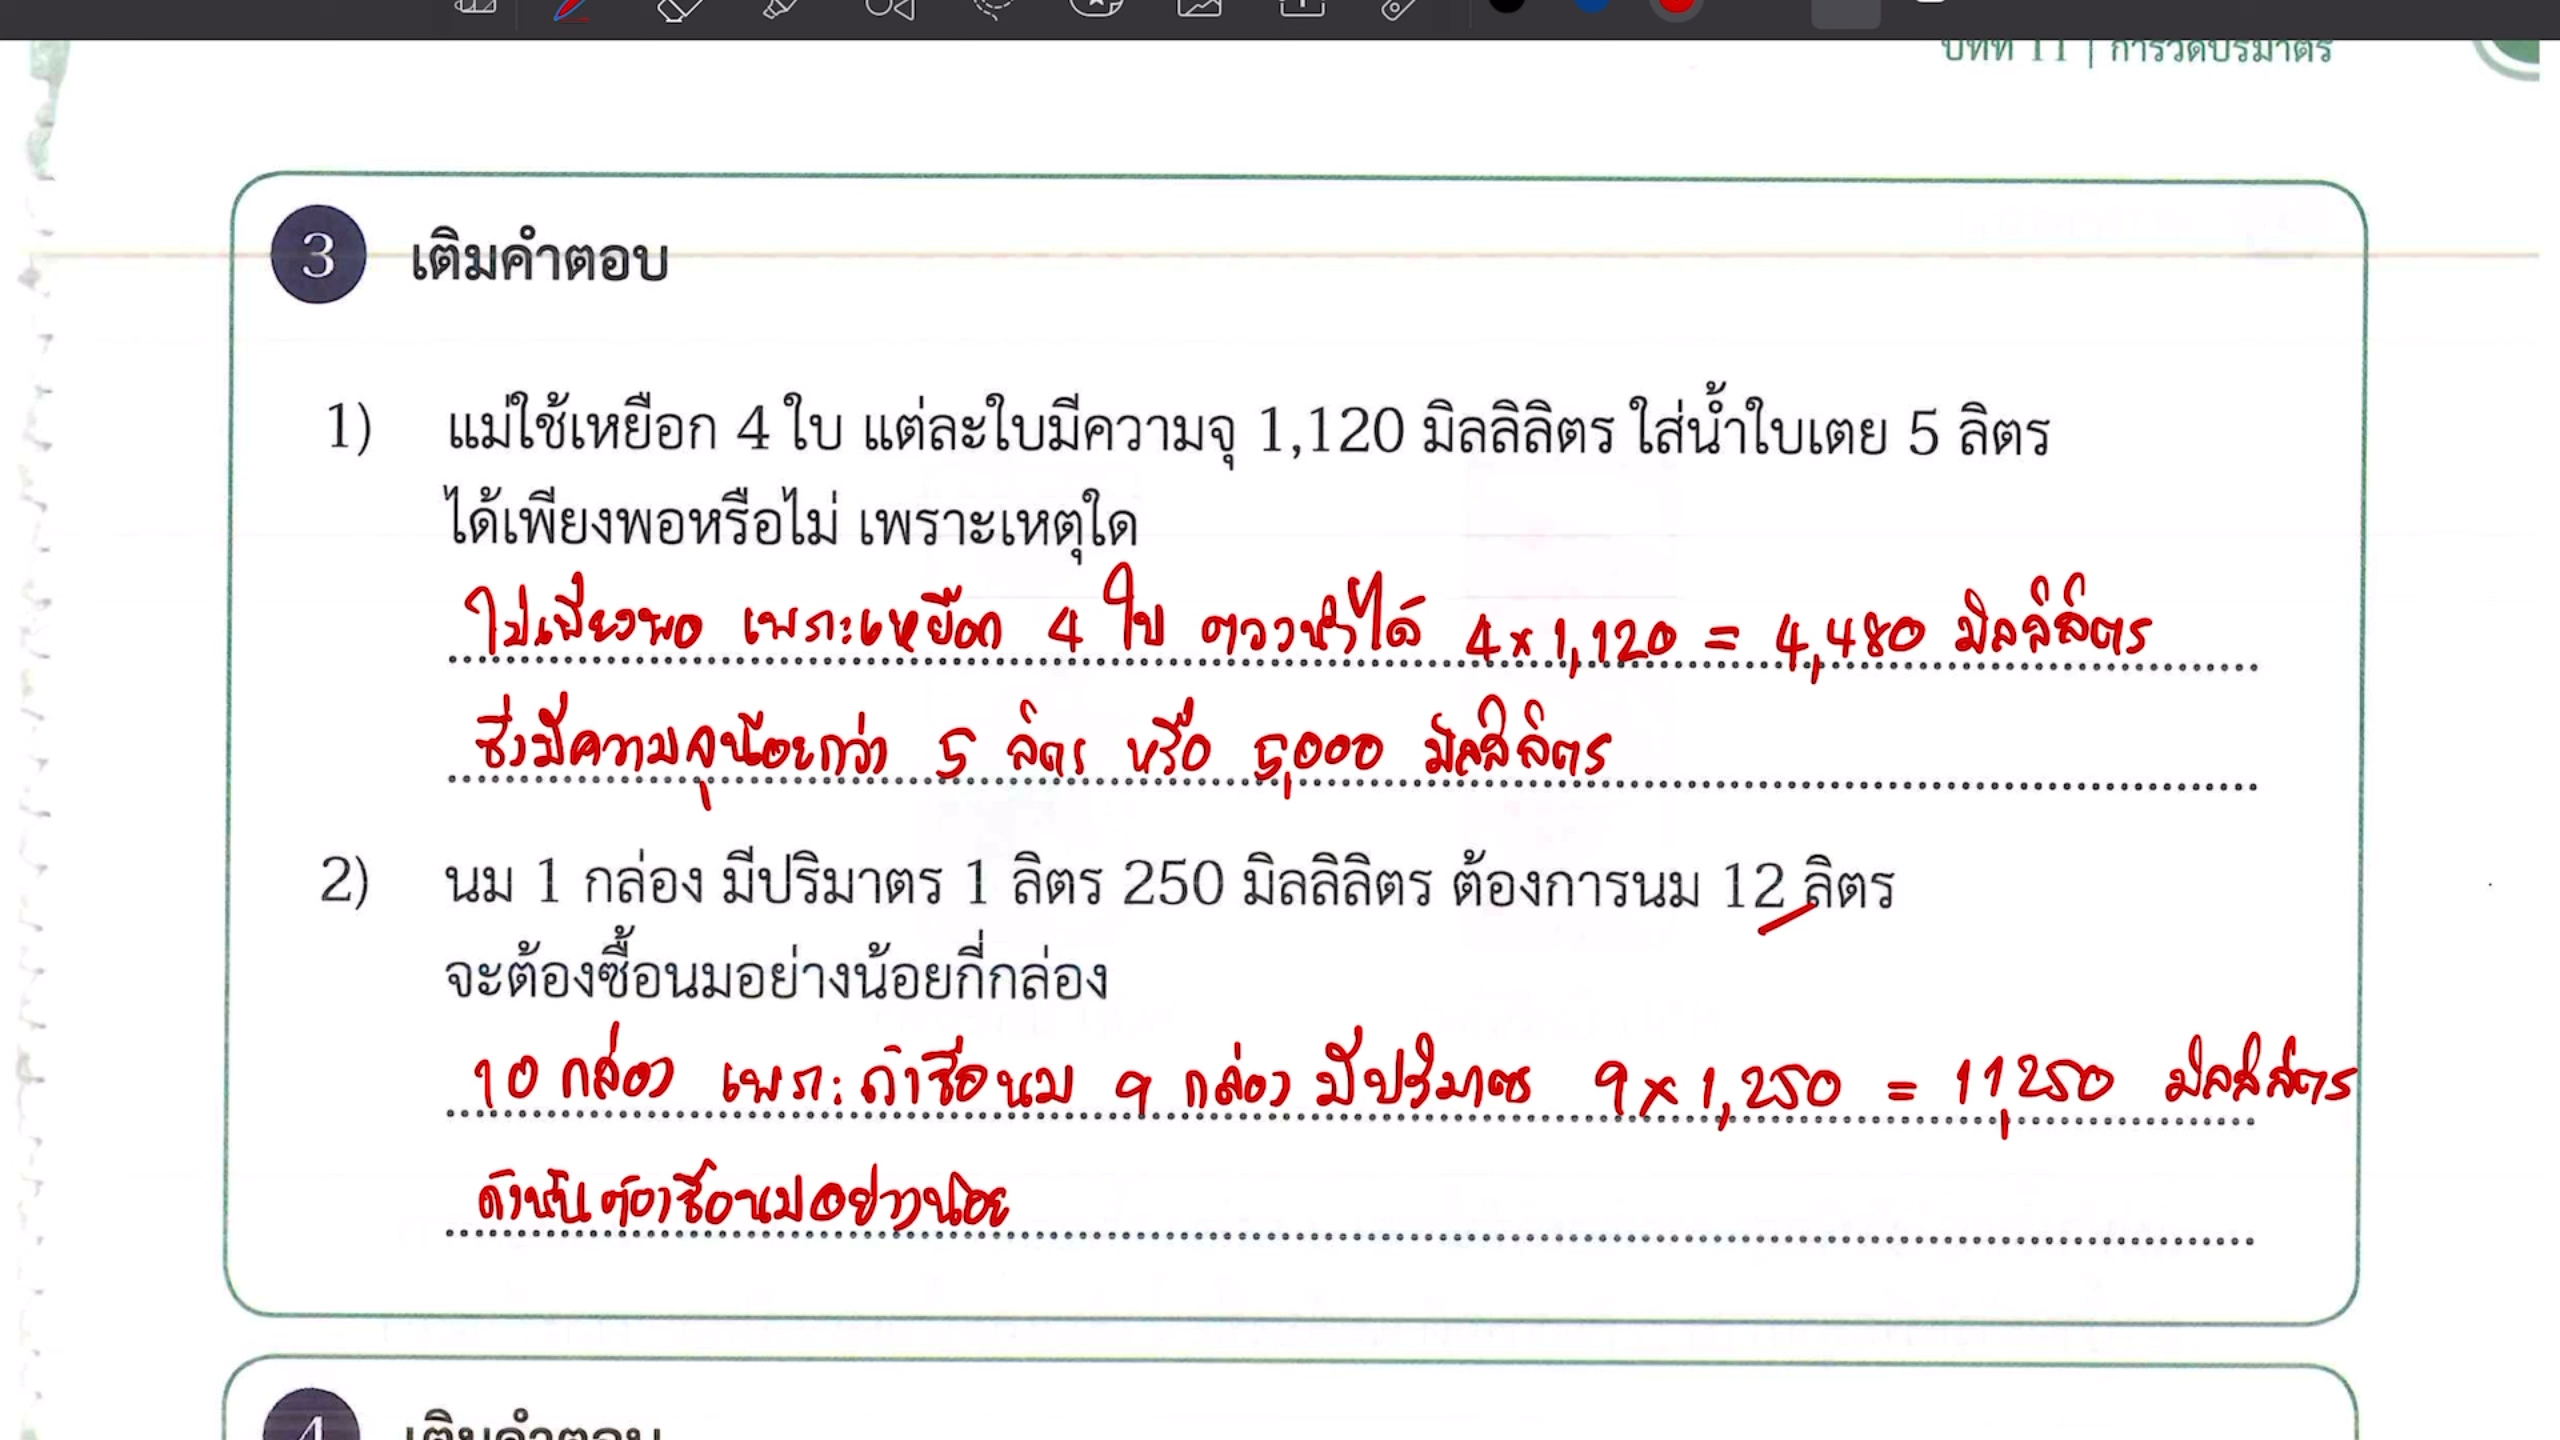 บทที่ 11 | การวัดปริมาตร
3 เติมคำตอบ
1) แม่ใช้เหยือก 4 ใบ แต่ละใบมีความจุ 1,120 มิลลิลิตร ใส่น้ำใบเตย 5 ลิตร
ได้เพียงพอหรือไม่ เพราะเหตุใด
ไม่เพียงพอ เพราะเหยือก 4 ใบ ตวงน้ำได้ 4 × 1,120 = 4,480 มิลลิลิตร
ซึ่งมีความจุน้อยกว่า 5 ลิตร หรือ 5,000 มิลลิลิตร
2) นม 1 กล่อง มีปริมาตร 1 ลิตร 250 มิลลิลิตร ต้องการนม 12 ลิตร
จะต้องซื้อนมอย่างน้อยกี่กล่อง
10 กล่อง เพราะถ้าซื้อนม 9 กล่อง มีปริมาตร 9 × 1,250 = 11,250 มิลลิลิตร
ดังนั้นต้องซื้อนมอย่างน้อย
4 เติมคำตอบ